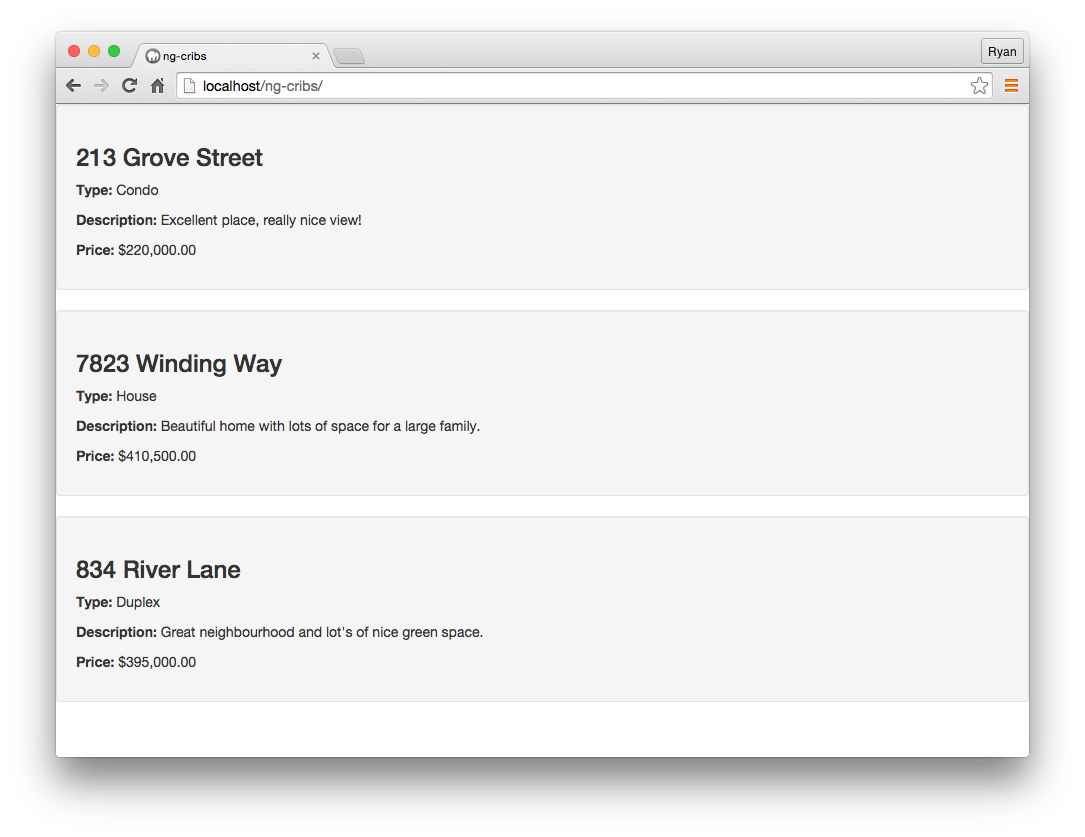 ng-cribs
Ryan
localhost/ng-cribs/
213 Grove Street
Type: Condo
Description: Excellent place, really nice view!
Price: $220,000.00
7823 Winding Way
Type: House
Description: Beautiful home with lots of space for a large family.
Price: $410,500.00
834 River Lane
Type: Duplex
Description: Great neighbourhood and lot's of nice green space.
Price: $395,000.00